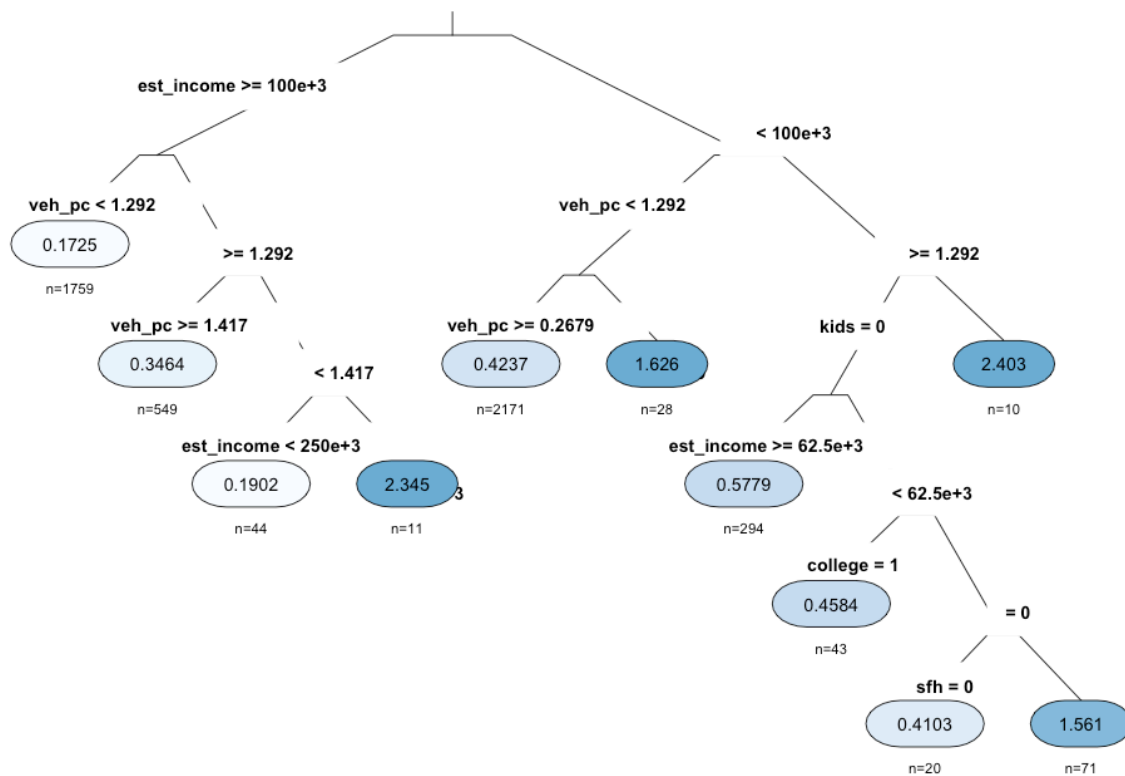 est_income >= 100e+3
< 100e+3
veh_pc < 1.292
0.1725
n=1759
>= 1.292
veh_pc < 1.292
>= 1.292
veh_pc >= 1.417
0.3464
n=549
< 1.417
veh_pc >= 0.2679
0.4237
n=2171
1.626
n=28
kids = 0
2.403
n=10
est_income < 250e+3
0.1902
n=44
2.345
3
n=11
est_income >= 62.5e+3
0.5779
n=294
< 62.5e+3
college = 1
0.4584
n=43
= 0
sfh = 0
0.4103
n=20
1.561
n=71